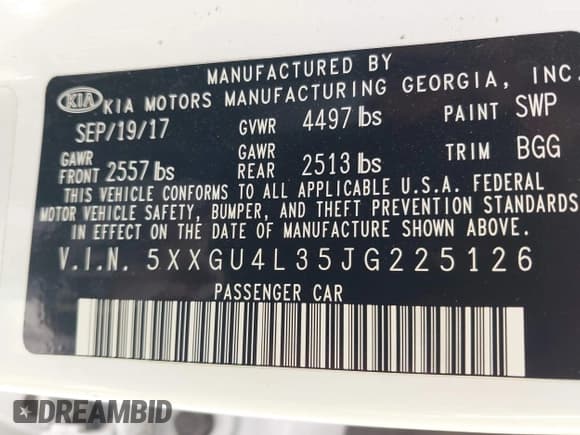 MANUFACTURED BY
KIA KIA MOTORS MANUFACTURING GEORGIA, INC.
SEP/19/17 GVWR 4497 lbs PAINT SWP
GAWR FRONT 2557 lbs GAWR REAR 2513 lbs TRIM BGG
THIS VEHICLE CONFORMS TO ALL APPLICABLE U.S.A. FEDERAL
MOTOR VEHICLE SAFETY, BUMPER, AND THEFT PREVENTION STANDARDS
IN EFFECT ON THE DATE OF MANUFACTURE SHOWN ABOVE.
V.I.N. 5XXGU4L35JG225126
PASSENGER CAR
DREAMBID